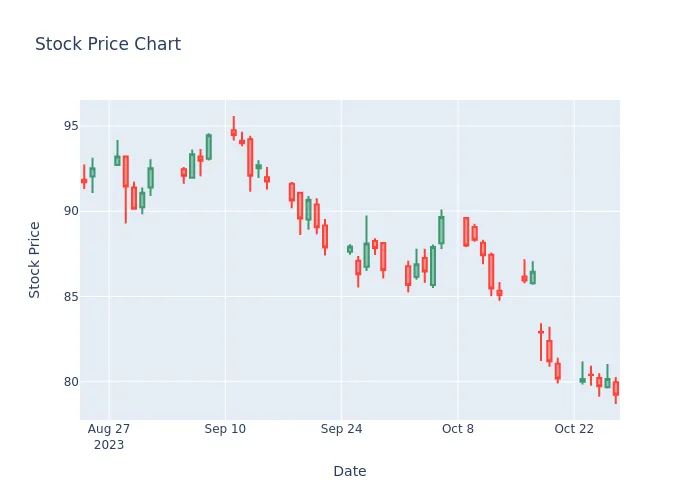 Stock Price Chart
Stock Price
95
90
85
80
Aug 27
2023
Sep 10
Sep 24
Oct 8
Oct 22
Date